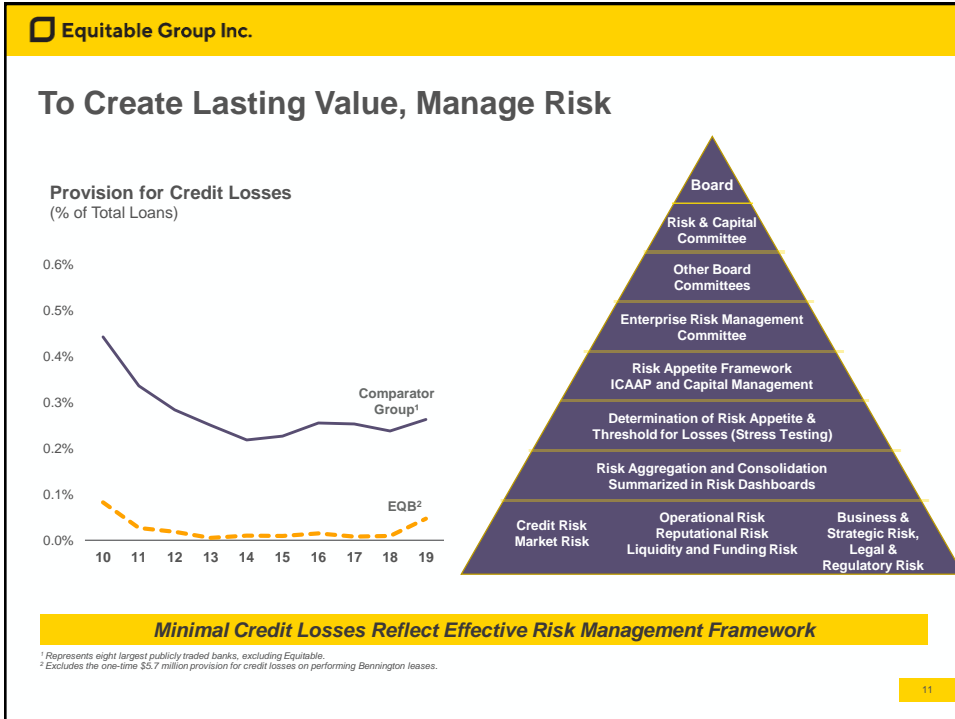 Equitable Group Inc.
To Create Lasting Value, Manage Risk
Provision for Credit Losses
(% of Total Loans)
0.6%
0.5%
0.4%
0.3%
0.2%
0.1%
0.0%
Comparator
Group¹
EQB²
10 11 12 13 14 15 16 17 18 19
Board
Risk & Capital
Committee
Other Board
Committees
Enterprise Risk Management
Committee
Risk Appetite Framework
ICAAP and Capital Management
Determination of Risk Appetite &
Threshold for Losses (Stress Testing)
Risk Aggregation and Consolidation
Summarized in Risk Dashboards
Credit Risk
Market Risk
Operational Risk
Reputational Risk
Liquidity and Funding Risk
Business &
Strategic Risk,
Legal &
Regulatory Risk
Minimal Credit Losses Reflect Effective Risk Management Framework
¹ Represents eight largest publicly traded banks, excluding Equitable.
² Excludes the one-time $5.7 million provision for credit losses on performing Bennington leases.
11